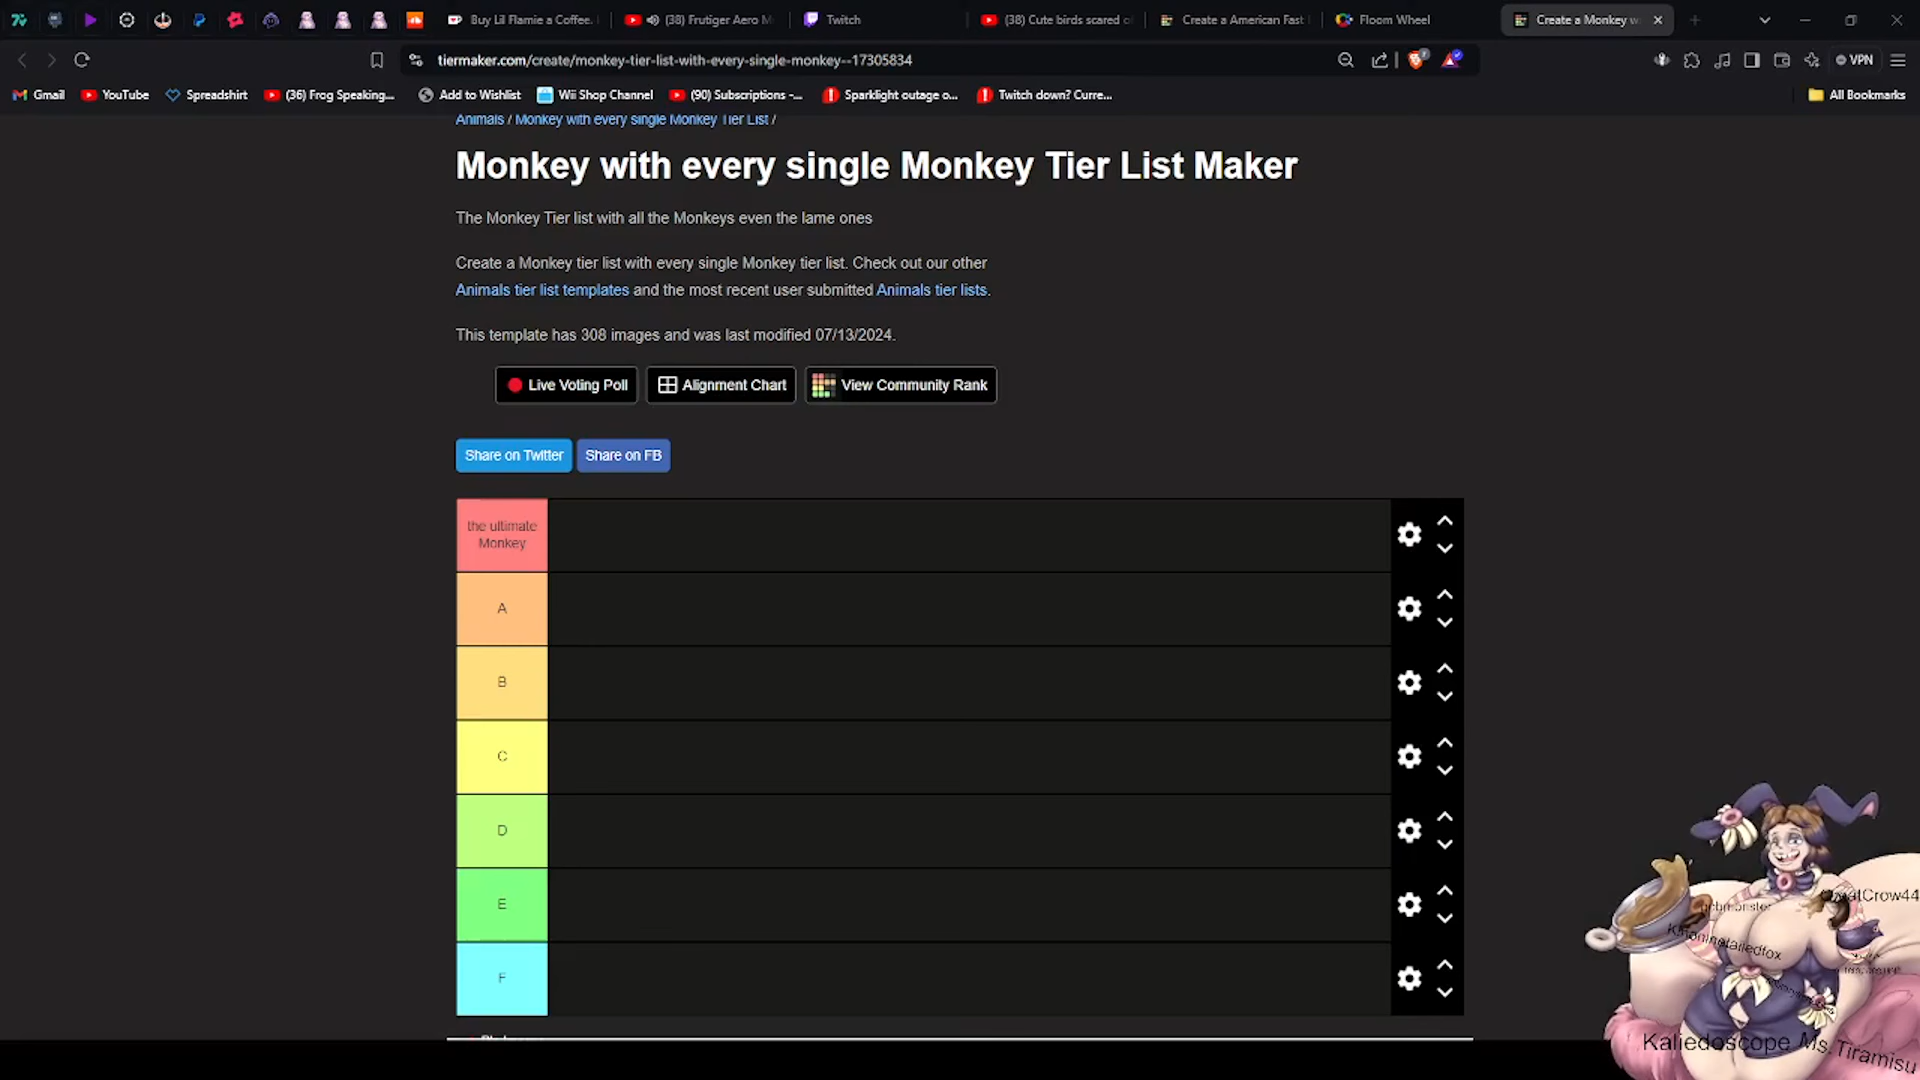 Buy Lil Flamie a Coffee.
(38) Frutiger Aero M
Twitch
(38) Cute birds scared o
Create a American Fast
Floom Wheel
Create a Monkey w
tiermaker.com/create/monkey-tier-list-with-every-single-monkey--17305834
VPN
Gmail
YouTube
Spreadshirt
(36) Frog Speaking...
Add to Wishlist
Wii Shop Channel
(90) Subscriptions -...
Sparklight outage o...
Twitch down? Curre...
All Bookmarks
Animals / Monkey with every single Monkey Tier List /
Monkey with every single Monkey Tier List Maker
The Monkey Tier list with all the Monkeys even the lame ones
Create a Monkey tier list with every single Monkey tier list. Check out our other
Animals tier list templates and the most recent user submitted Animals tier lists.
This template has 308 images and was last modified 07/13/2024.
Live Voting Poll
Alignment Chart
View Community Rank
Share on Twitter
Share on FB
the ultimate
Monkey
A
B
C
D
E
F
Kaliedoscope Ms.Tiramisu